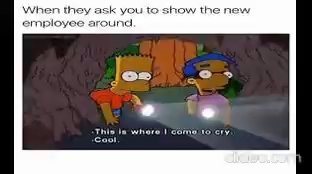 When they ask you to show the new
employee around.
-This is where I come to cry.
-Cool.